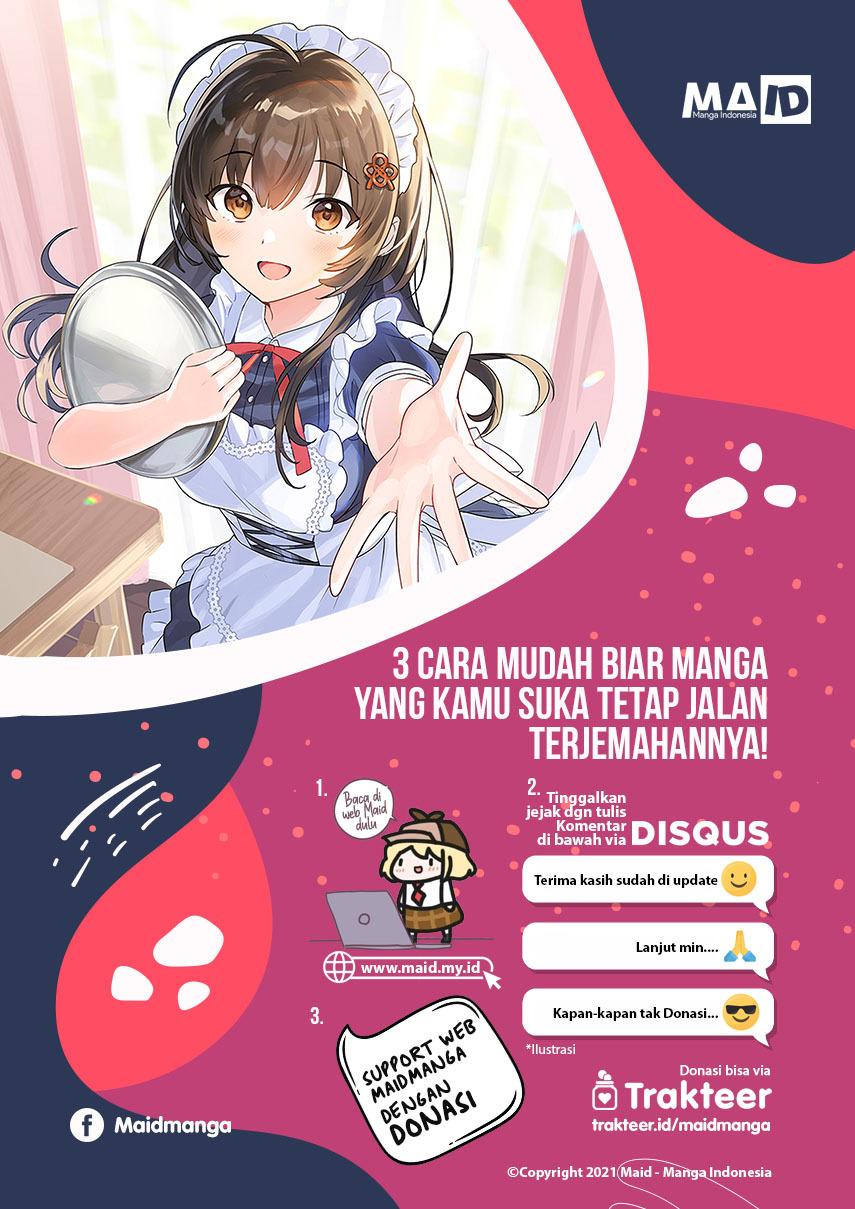 MAID
Manga Indonesia
3 CARA MUDAH BIAR MANGA
YANG KAMU SUKA TETAP JALAN
TERJEMAHANNYA!
1.
Baca di
web Maid
dulu
www.maid.my.id
2.
Tinggalkan
jejak dgn tulis
Komentar
di bawah via
DISQUS
Terima kasih sudah di update
Lanjut min....
Kapan-kapan tak Donasi...
*Ilustrasi
3.
SUPPORT WEB
MAIDMANGA
DENGAN
DONASI
Donasi bisa via
Trakteer
trakteer.id/maidmanga
f Maidmanga
©Copyright 2021 Maid - Manga Indonesia